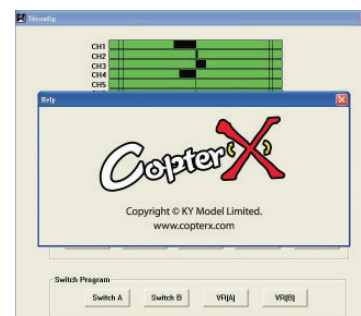 T6config
CH1
CH2
CH3
CH4
CH5
Help
CopterX
Copyright © KY Model Limited.
www.copterx.com
Switch Program
Switch A
Switch B
VR(A)
VR(B)